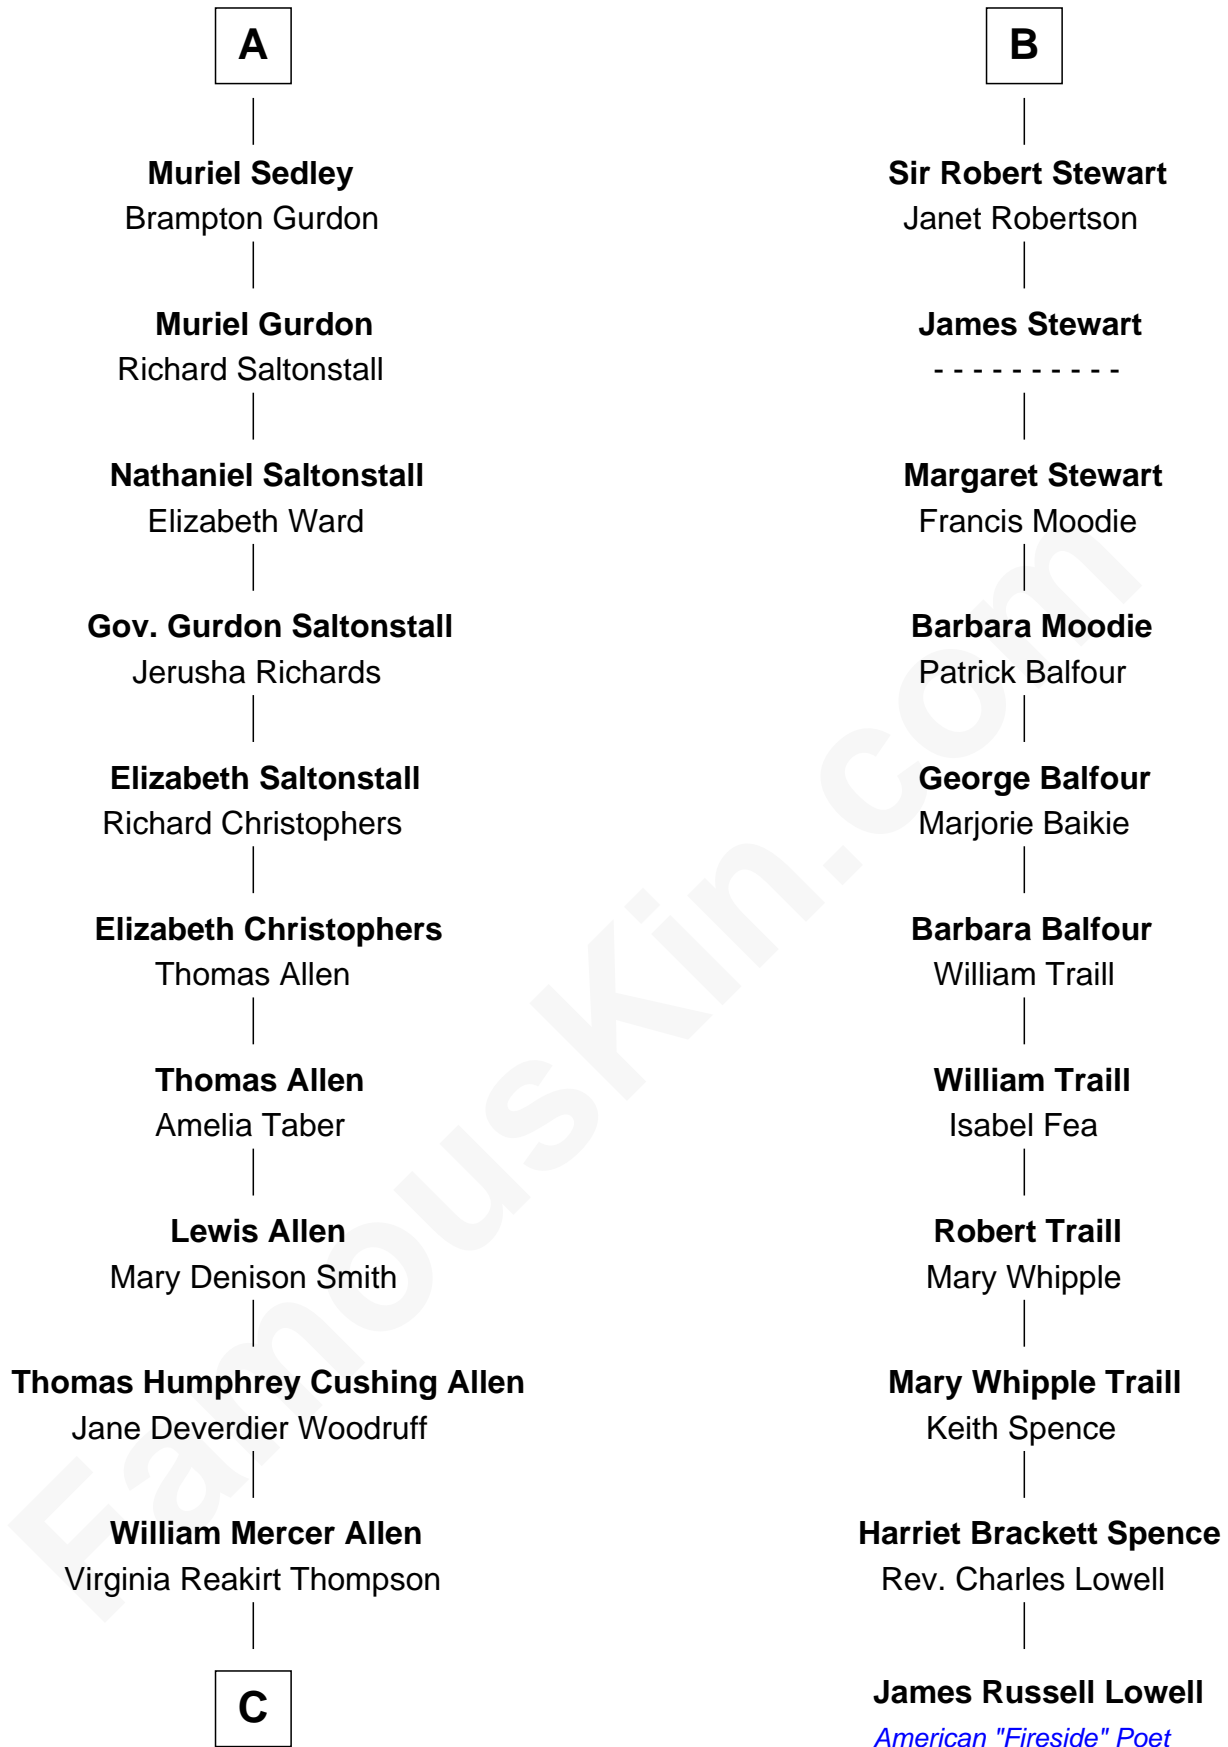 A
Muriel Sedley
Brampton Gurdon
Muriel Gurdon
Richard Saltonstall
Nathaniel Saltonstall
Elizabeth Ward
Gov. Gurdon Saltonstall
Jerusha Richards
Elizabeth Saltonstall
Richard Christophers
Elizabeth Christophers
Thomas Allen
Thomas Allen
Amelia Taber
Lewis Allen
Mary Denison Smith
Thomas Humphrey Cushing Allen
Jane Deverdier Woodruff
William Mercer Allen
Virginia Reakirt Thompson
C
B
Sir Robert Stewart
Janet Robertson
James Stewart
- - - - - - - - - -
Margaret Stewart
Francis Moodie
Barbara Moodie
Patrick Balfour
George Balfour
Marjorie Baikie
Barbara Balfour
William Traill
William Traill
Isabel Fea
Robert Traill
Mary Whipple
Mary Whipple Traill
Keith Spence
Harriet Brackett Spence
Rev. Charles Lowell
James Russell Lowell
American "Fireside" Poet
FamousKin.com